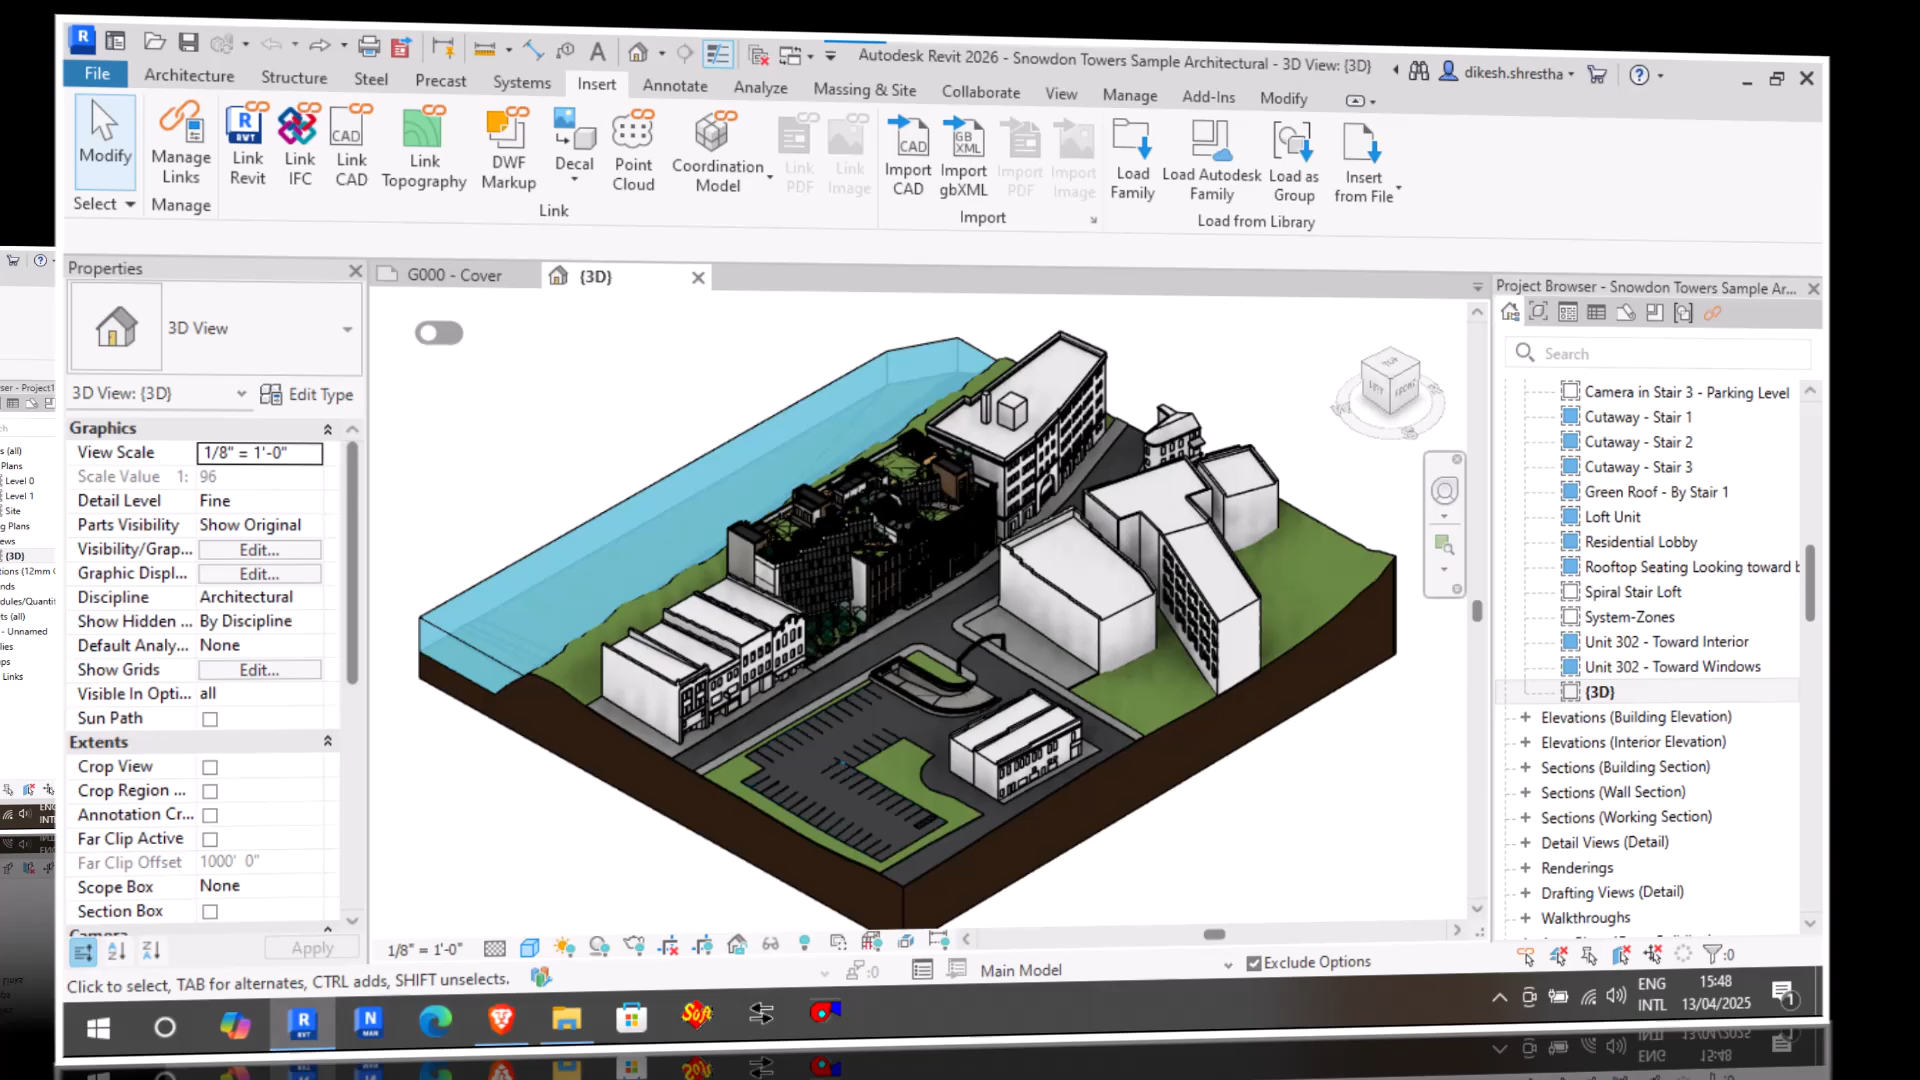 Autodesk Revit 2026 - Snowdon Towers Sample Architectural - 3D View: {3D}
dikesh.shrestha
File
Architecture
Structure
Steel
Precast
Systems
Insert
Annotate
Analyze
Massing & Site
Collaborate
View
Manage
Add-Ins
Modify
Modify
Manage Links
Link Revit
Link IFC
Link CAD
Link Topography
DWF Markup
Decal
Point Cloud
Coordination Model
Link PDF
Link Image
Import CAD
Import gbXML
Import PDF
Import Image
Load Family
Load Autodesk Family
Load as Group
Insert from File
Select
Manage
Link
Import
Load from Library
Properties
3D View
3D View: {3D}
Edit Type
Graphics
View Scale 1/8" = 1'-0"
Scale Value 1: 96
Detail Level Fine
Parts Visibility Show Original
Visibility/Grap... Edit...
Graphic Displ... Edit...
Discipline Architectural
Show Hidden ... By Discipline
Default Analy... None
Show Grids Edit...
Visible In Opti... all
Sun Path
Extents
Crop View
Crop Region ...
Annotation Cr...
Far Clip Active
Far Clip Offset 1000' 0"
Scope Box None
Section Box
Camera
Apply
G000 - Cover
{3D}
1/8" = 1'-0"
Project Browser - Snowdon Towers Sample Ar...
Search
Camera in Stair 3 - Parking Level
Cutaway - Stair 1
Cutaway - Stair 2
Cutaway - Stair 3
Green Roof - By Stair 1
Loft Unit
Residential Lobby
Rooftop Seating Looking toward
Spiral Stair Loft
System-Zones
Unit 302 - Toward Interior
Unit 302 - Toward Windows
{3D}
Elevations (Building Elevation)
Elevations (Interior Elevation)
Sections (Building Section)
Sections (Wall Section)
Sections (Working Section)
Detail Views (Detail)
Renderings
Drafting Views (Detail)
Walkthroughs
Click to select, TAB for alternates, CTRL adds, SHIFT unselects.
:0
Main Model
Exclude Options
:0
ENG
INTL
15:48
13/04/2025
1